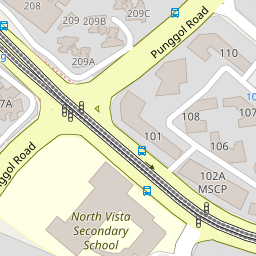 208
209
209B
209C
209A
Punggol Road
110
108
107
101
106
102A
MSCP
Punggol Road
North Vista
Secondary
School